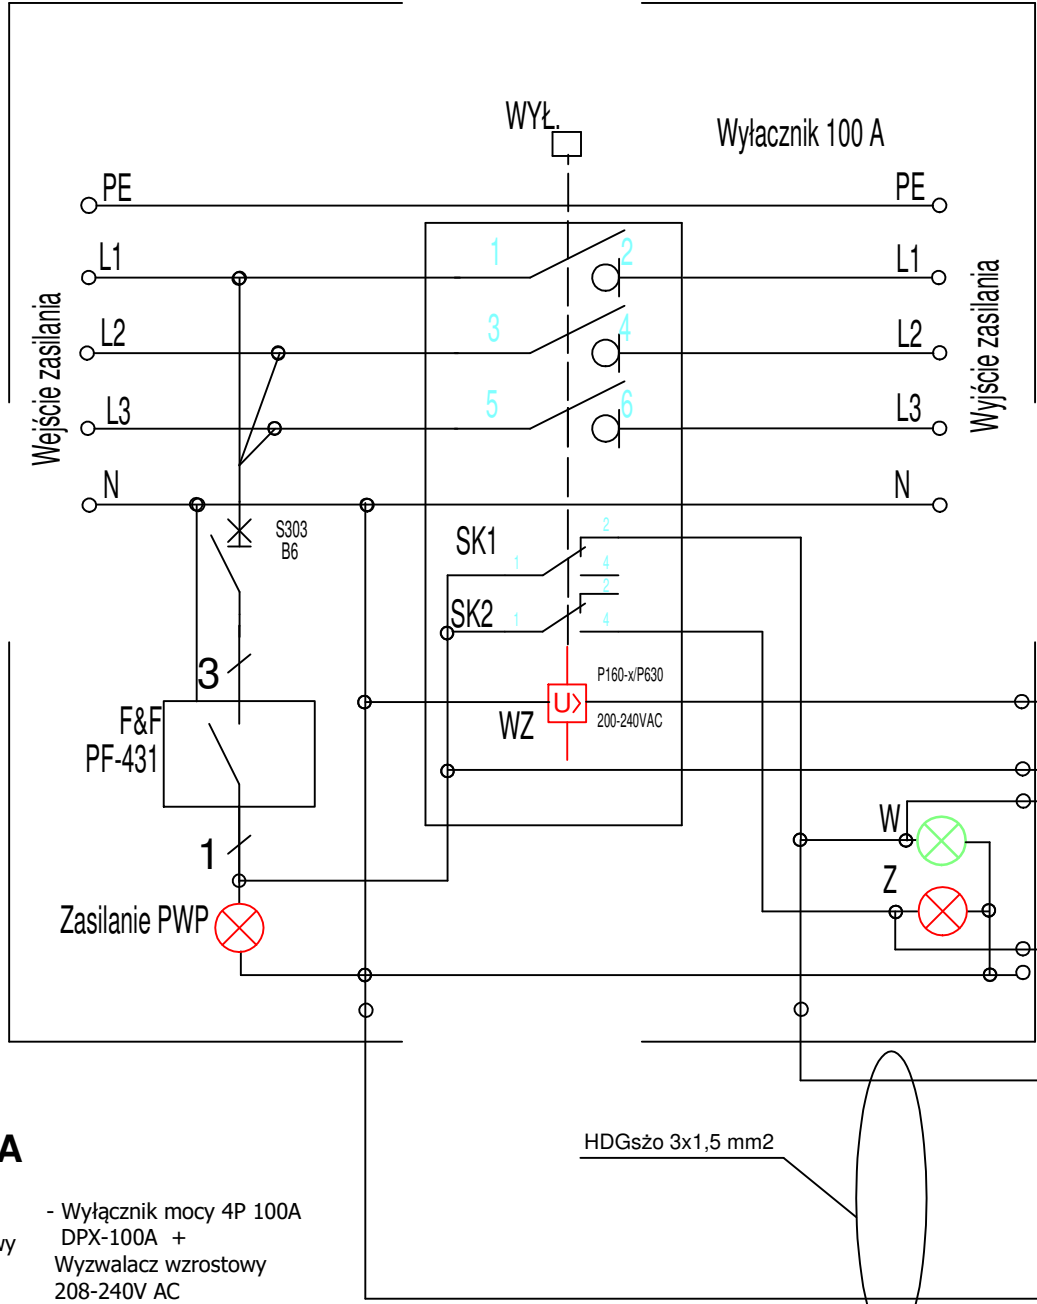 WYŁ.
Wyłacznik 100 A
PE
PE
L1
1
2
L1
L2
3
4
L2
L3
5
6
L3
Wejście zasilania
Wyjście zasilania
N
N
S303
B6
SK1
2
1
4
SK2
2
1
4
3
P160-x/P630
F&F
PF-431
WZ
U>
200-240VAC
1
W
Z
Zasilanie PWP
HDGsżo 3x1,5 mm2
A
- Wyłącznik mocy 4P 100A
DPX-100A +
wy
Wyzwalacz wzrostowy
208-240V AC